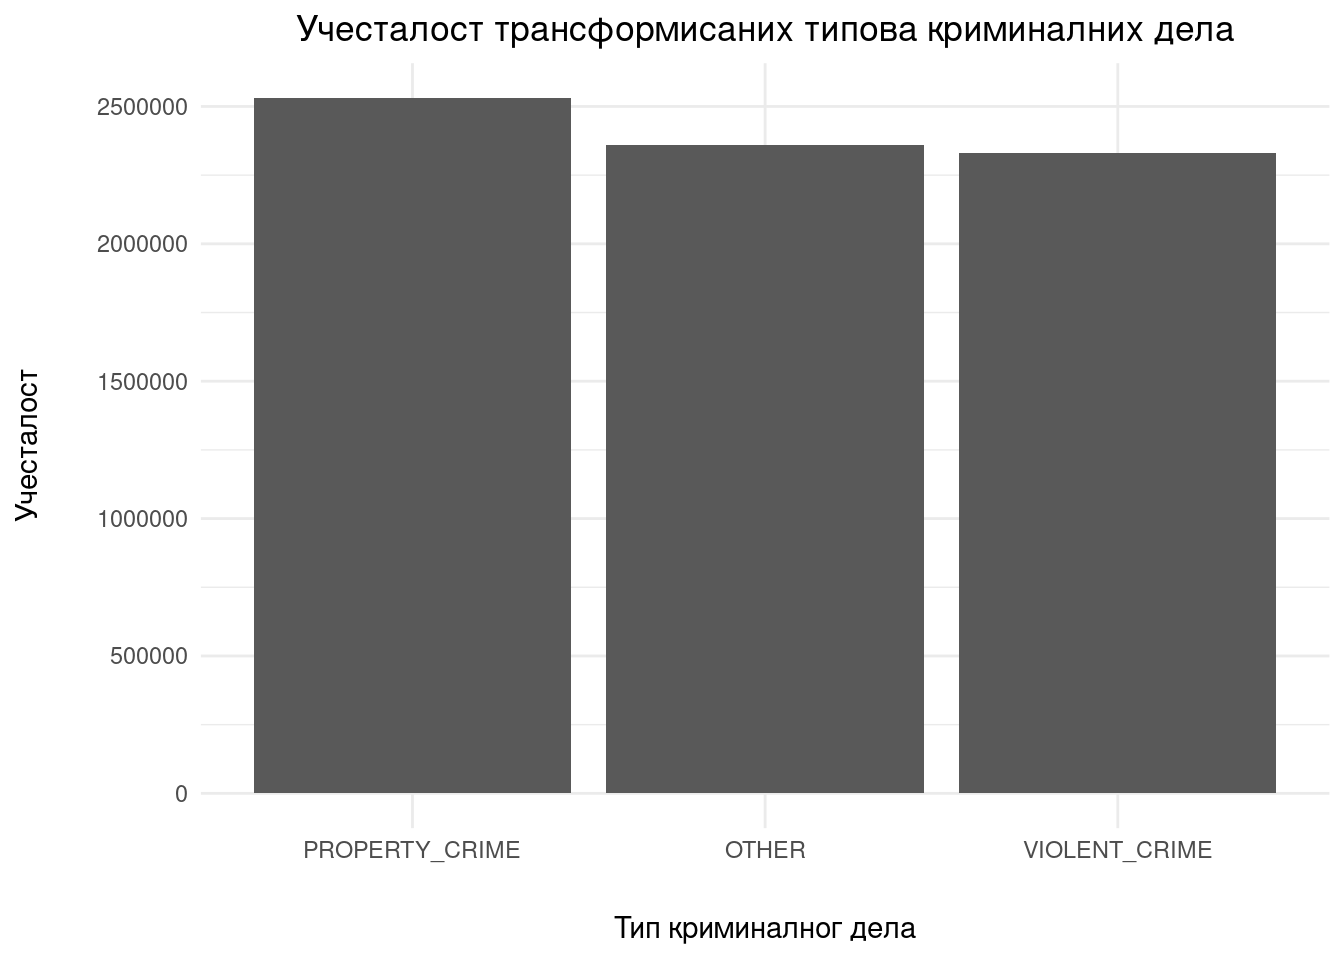 Учесталост трансформисаних типова криминалних дела
Учесталост
2500000
2000000
1500000
1000000
500000
0
PROPERTY_CRIME
OTHER
VIOLENT_CRIME
Тип криминалног дела